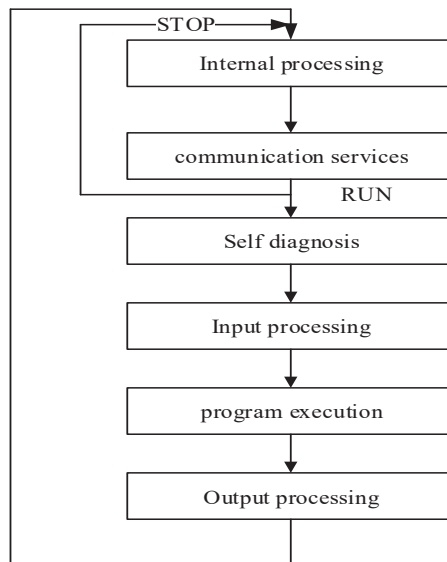 STOP
Internal processing
communication services
RUN
Self diagnosis
Input processing
program execution
Output processing